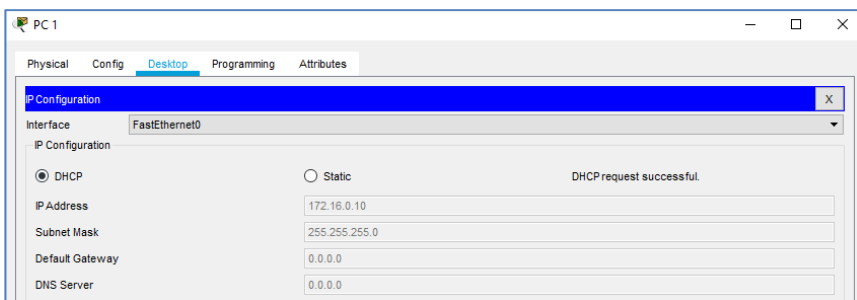 PC 1
Physical Config Desktop Programming Attributes
IP Configuration X
Interface FastEthernet0
IP Configuration
DHCP Static DHCP request successful.
IP Address 172.16.0.10
Subnet Mask 255.255.255.0
Default Gateway 0.0.0.0
DNS Server 0.0.0.0